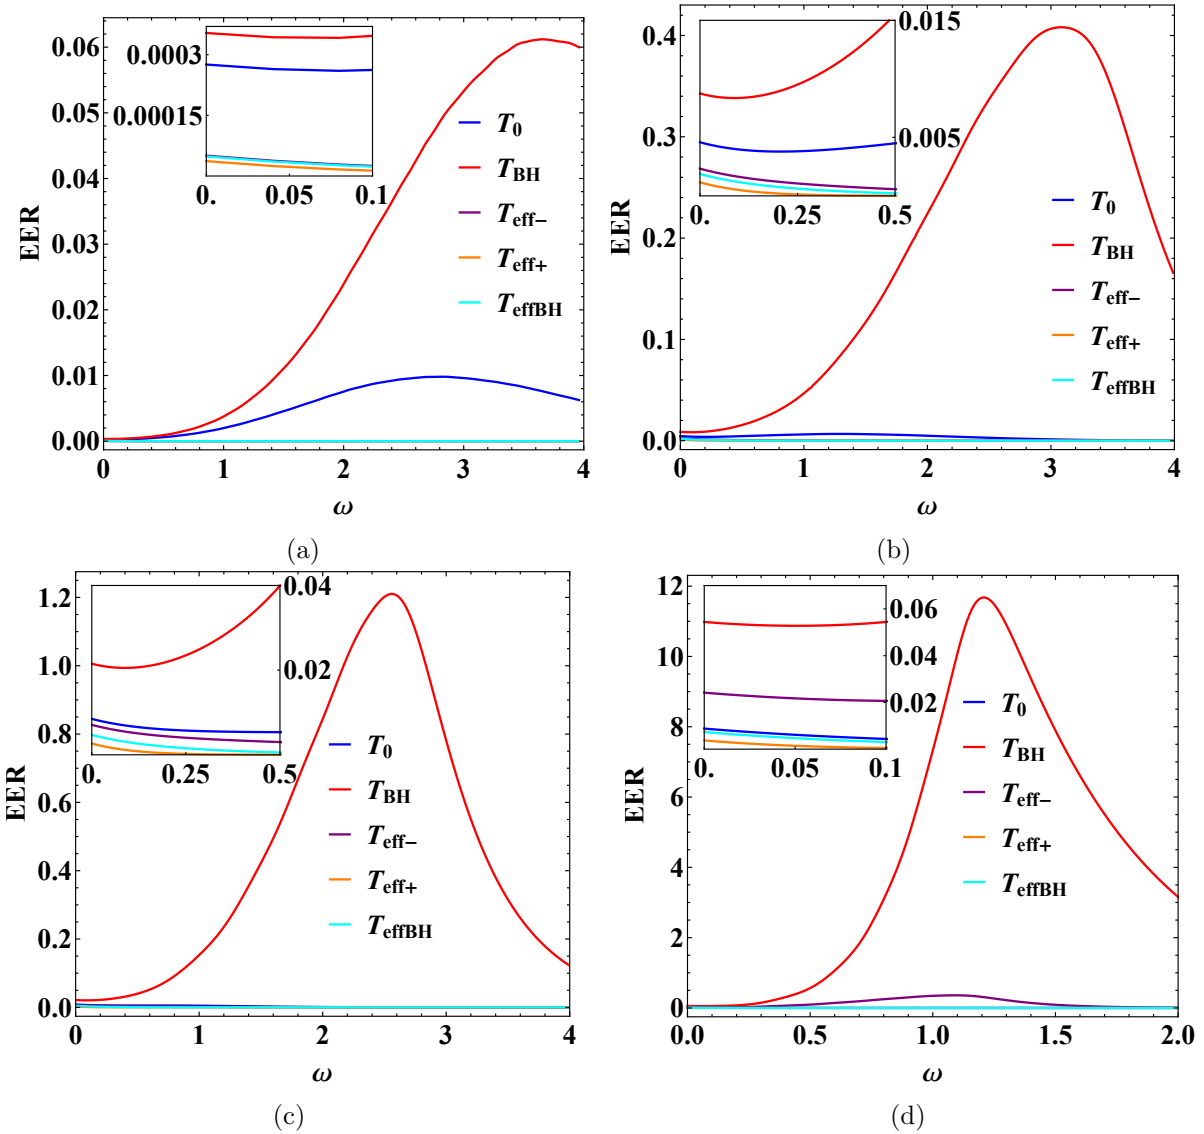 EER
0.06
0.05
0.04
0.03
0.02
0.01
0.00
0
1
2
3
4
ω
0.0003
0.00015
0.
0.05
0.1
T0
TBH
Teff−
Teff+
TeffBH
(a)
EER
0.4
0.3
0.2
0.1
0.0
0
1
2
3
4
ω
0.015
0.005
0.
0.25
0.5
T0
TBH
Teff−
Teff+
TeffBH
(b)
EER
1.2
1.0
0.8
0.6
0.4
0.2
0.0
0
1
2
3
4
ω
0.04
0.02
0.
0.25
0.5
T0
TBH
Teff−
Teff+
TeffBH
(c)
EER
12
10
8
6
4
2
0
0.0
0.5
1.0
1.5
2.0
ω
0.06
0.04
0.02
0.
0.05
0.1
T0
TBH
Teff−
Teff+
TeffBH
(d)